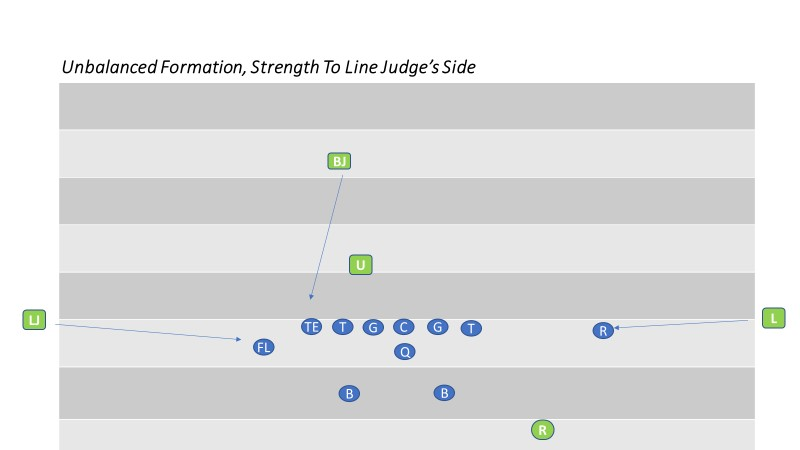 Unbalanced Formation, Strength To Line Judge's Side
BJ
U
LJ
L
TE T G C G T R
FL
Q
B B
R